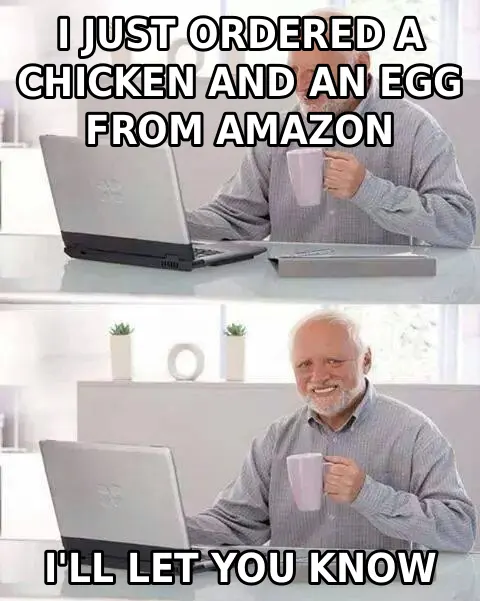 I JUST ORDERED A
CHICKEN AND AN EGG
FROM AMAZON
I'LL LET YOU KNOW